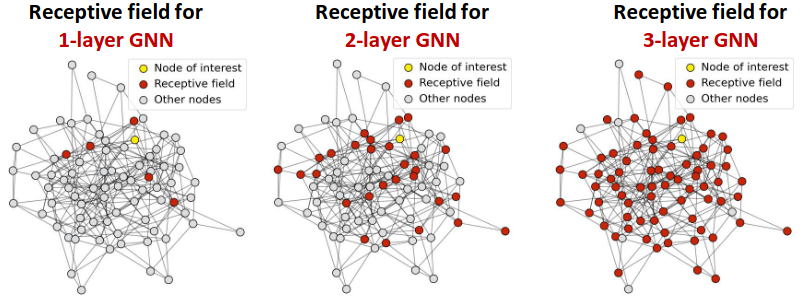 Receptive field for
1-layer GNN
Node of interest
Receptive field
Other nodes
Receptive field for
2-layer GNN
Node of interest
Receptive field
Other nodes
Receptive field for
3-layer GNN
Node of interest
Receptive field
Other nodes